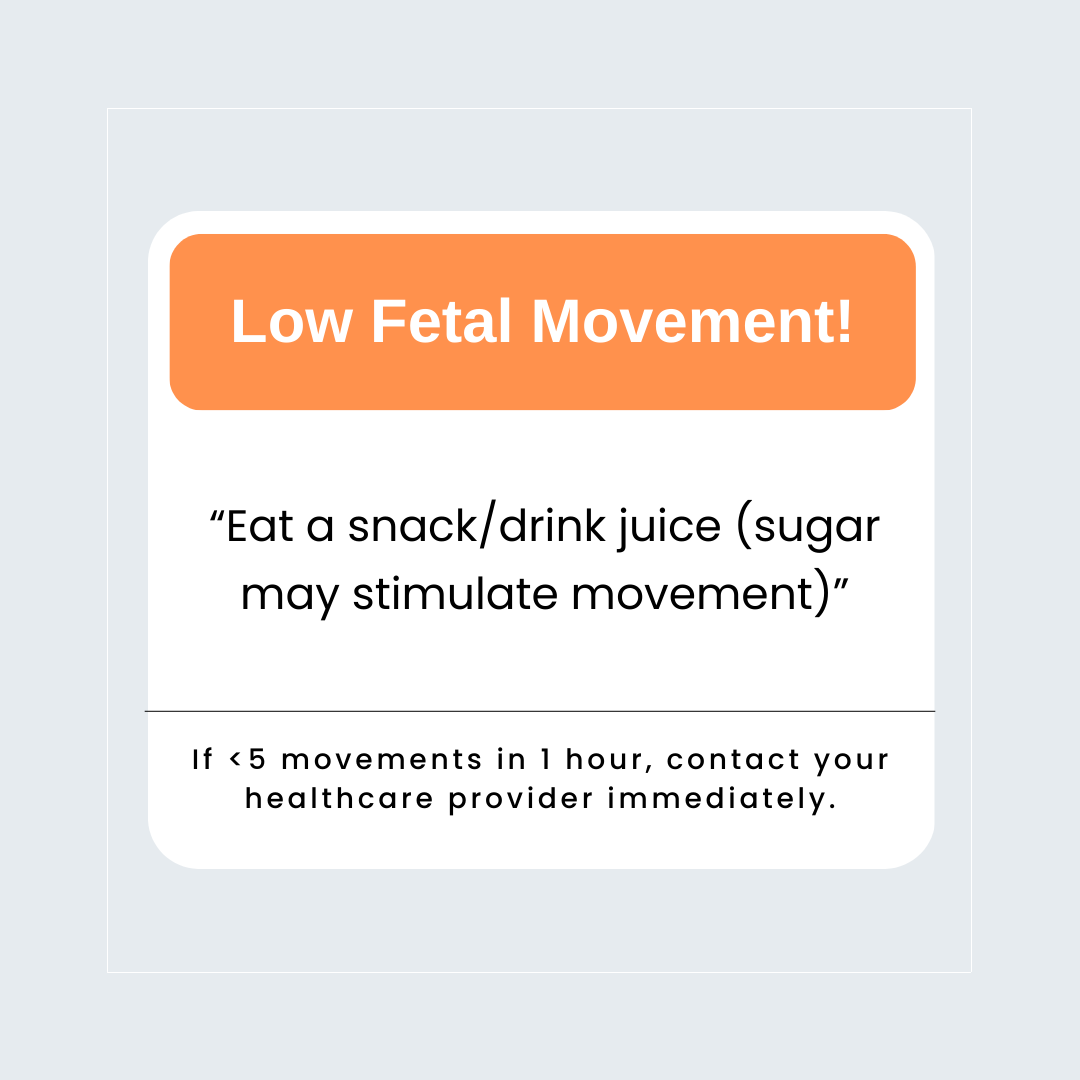 Low Fetal Movement!
“Eat a snack/drink juice (sugar
may stimulate movement)”
If <5 movements in 1 hour, contact your
healthcare provider immediately.